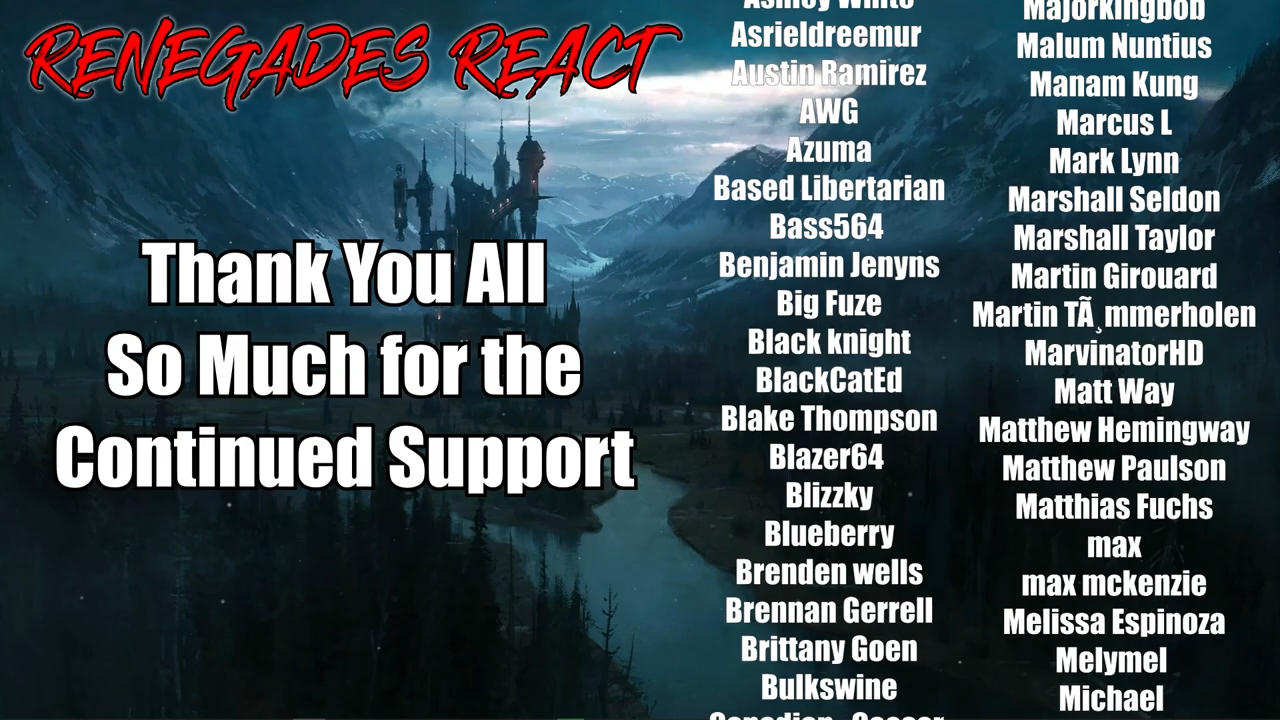 RENEGADES REACT
Thank You All
So Much for the
Continued Support
Ashley White
Asrieldreemur
Austin Ramirez
AWG
Azuma
Based Libertarian
Bass564
Benjamin Jenyns
Big Fuze
Black knight
BlackCatEd
Blake Thompson
Blazer64
Blizzky
Blueberry
Brenden wells
Brennan Gerrell
Brittany Goen
Bulkswine
Majorkingbob
Malum Nuntius
Manam Kung
Marcus L
Mark Lynn
Marshall Seldon
Marshall Taylor
Martin Girouard
Martin TÃ¸mmerholen
MarvinatorHD
Matt Way
Matthew Hemingway
Matthew Paulson
Matthias Fuchs
max
max mckenzie
Melissa Espinoza
Melymel
Michael